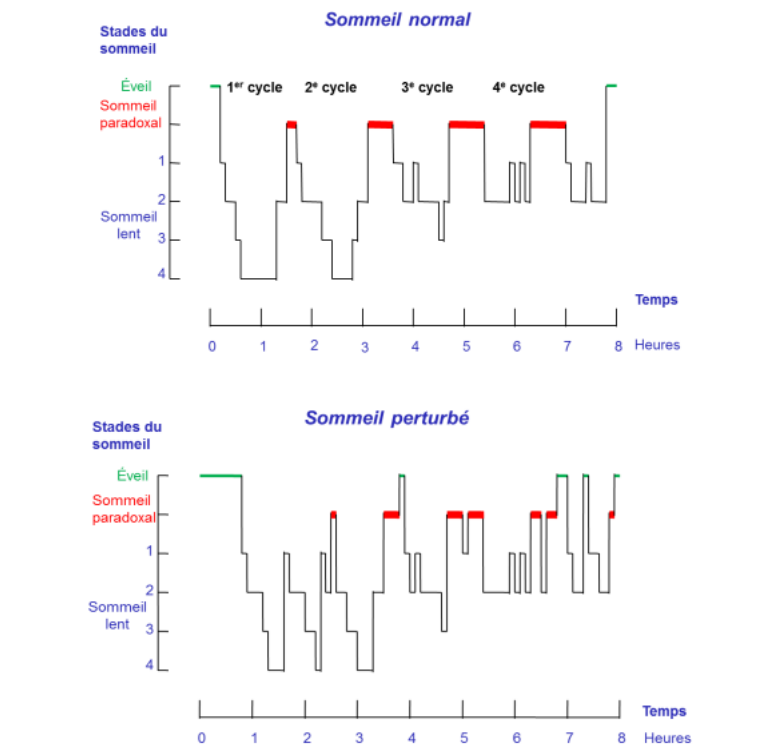 Sommeil normal
Stades du
sommeil
Éveil
1er cycle 2e cycle 3e cycle 4e cycle
Sommeil
paradoxal
1
2
Sommeil
lent
3
4
Temps
0 1 2 3 4 5 6 7 8 Heures
Sommeil perturbé
Stades du
sommeil
Éveil
Sommeil
paradoxal
1
2
Sommeil
lent
3
4
Temps
0 1 2 3 4 5 6 7 8 Heures